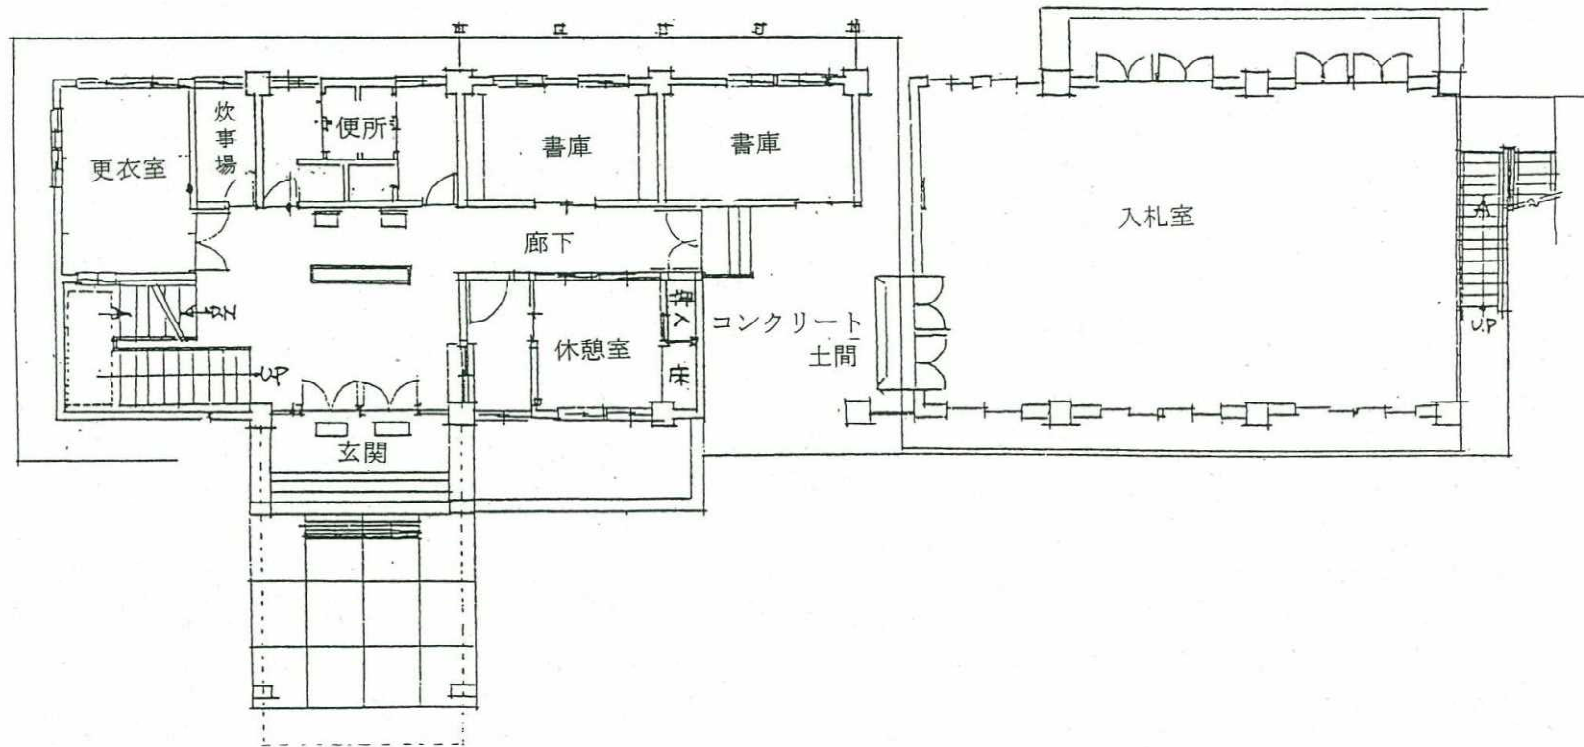 炊事場
便所
更衣室
書庫
書庫
入札室
廊下
DN
押入
コンクリート
土間
休憩室
床
UP
UP
玄関